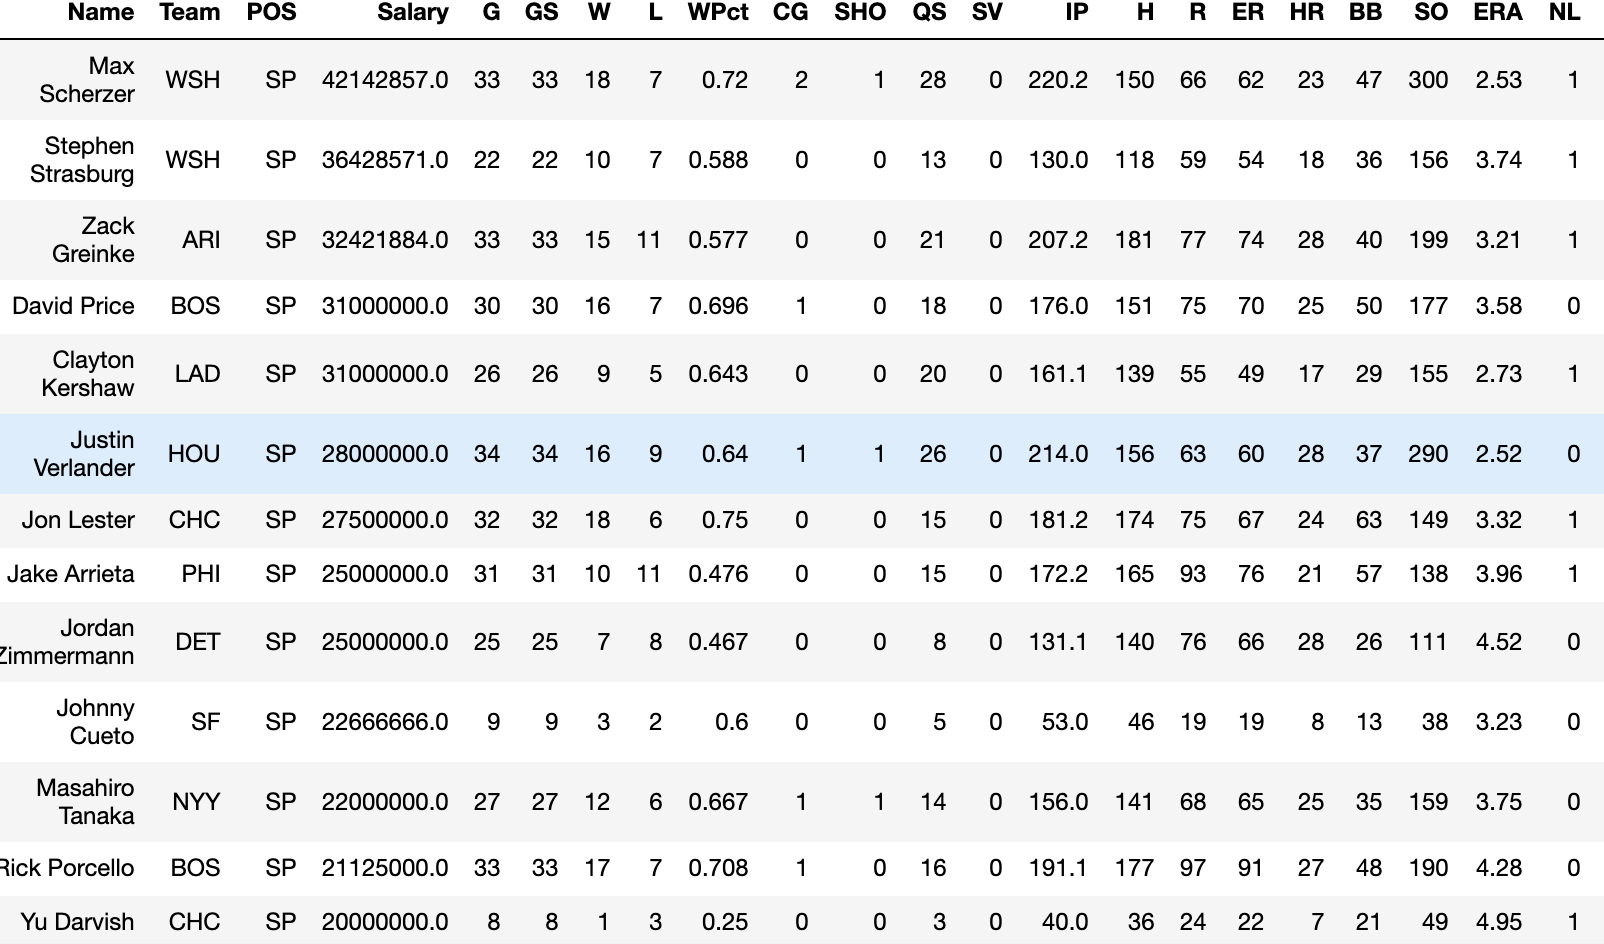 Name Team POS Salary G GS W L WPct CG SHO QS SV IP H R ER HR BB SO ERA NL
Max Scherzer WSH SP 42142857.0 33 33 18 7 0.72 2 1 28 0 220.2 150 66 62 23 47 300 2.53 1
Stephen Strasburg WSH SP 36428571.0 22 22 10 7 0.588 0 0 13 0 130.0 118 59 54 18 36 156 3.74 1
Zack Greinke ARI SP 32421884.0 33 33 15 11 0.577 0 0 21 0 207.2 181 77 74 28 40 199 3.21 1
David Price BOS SP 31000000.0 30 30 16 7 0.696 1 0 18 0 176.0 151 75 70 25 50 177 3.58 0
Clayton Kershaw LAD SP 31000000.0 26 26 9 5 0.643 0 0 20 0 161.1 139 55 49 17 29 155 2.73 1
Justin Verlander HOU SP 28000000.0 34 34 16 9 0.64 1 1 26 0 214.0 156 63 60 28 37 290 2.52 0
Jon Lester CHC SP 27500000.0 32 32 18 6 0.75 0 0 15 0 181.2 174 75 67 24 63 149 3.32 1
Jake Arrieta PHI SP 25000000.0 31 31 10 11 0.476 0 0 15 0 172.2 165 93 76 21 57 138 3.96 1
Jordan Zimmermann DET SP 25000000.0 25 25 7 8 0.467 0 0 8 0 131.1 140 76 66 28 26 111 4.52 0
Johnny Cueto SF SP 22666666.0 9 9 3 2 0.6 0 0 5 0 53.0 46 19 19 8 13 38 3.23 0
Masahiro Tanaka NYY SP 22000000.0 27 27 12 6 0.667 1 1 14 0 156.0 141 68 65 25 35 159 3.75 0
Rick Porcello BOS SP 21125000.0 33 33 17 7 0.708 1 0 16 0 191.1 177 97 91 27 48 190 4.28 0
Yu Darvish CHC SP 20000000.0 8 8 1 3 0.25 0 0 3 0 40.0 36 24 22 7 21 49 4.95 1